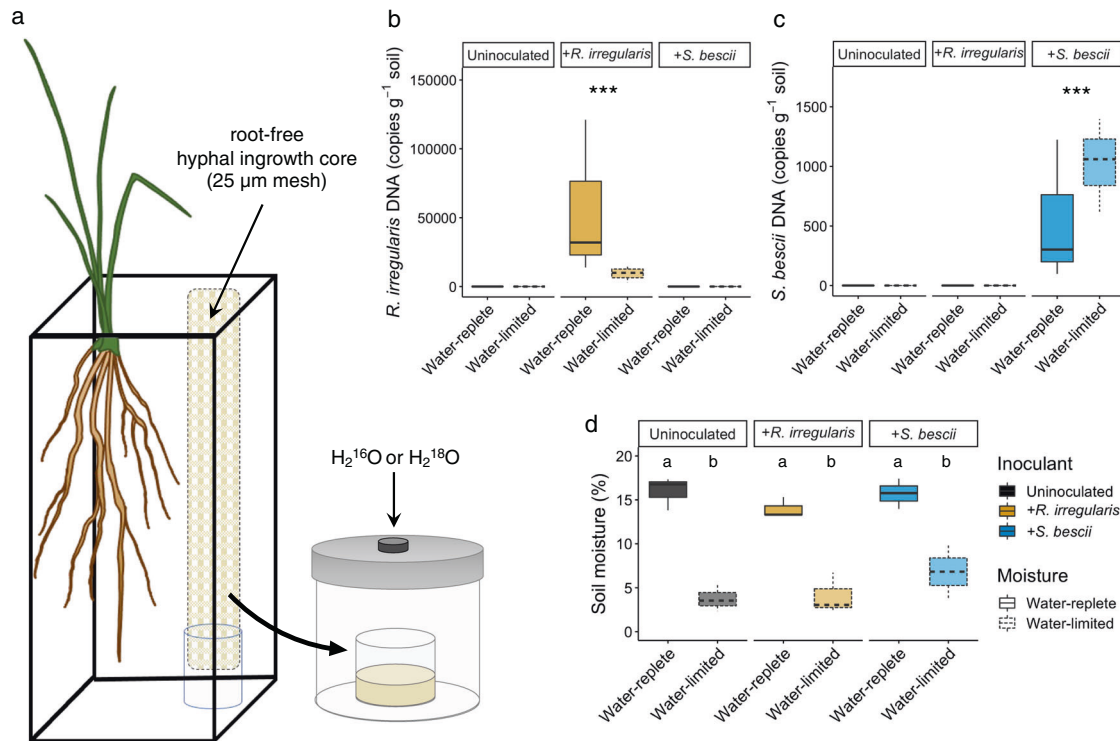 a
root-free
hyphal ingrowth core
(25 µm mesh)
H₂¹⁶O or H₂¹⁸O
b
Uninoculated
+R. irregularis
+S. bescii
R. irregularis DNA (copies g⁻¹ soil)
150000
100000
50000
0
***
Water-replete
Water-limited
Water-replete
Water-limited
Water-replete
Water-limited
c
Uninoculated
+R. irregularis
+S. bescii
S. bescii DNA (copies g⁻¹ soil)
1500
1000
500
0
***
Water-replete
Water-limited
Water-replete
Water-limited
Water-replete
Water-limited
d
Uninoculated
+R. irregularis
+S. bescii
Soil moisture (%)
20
15
10
5
0
a b a b a b
Water-replete
Water-limited
Water-replete
Water-limited
Water-replete
Water-limited
Inoculant
Uninoculated
+R. irregularis
+S. bescii
Moisture
Water-replete
Water-limited